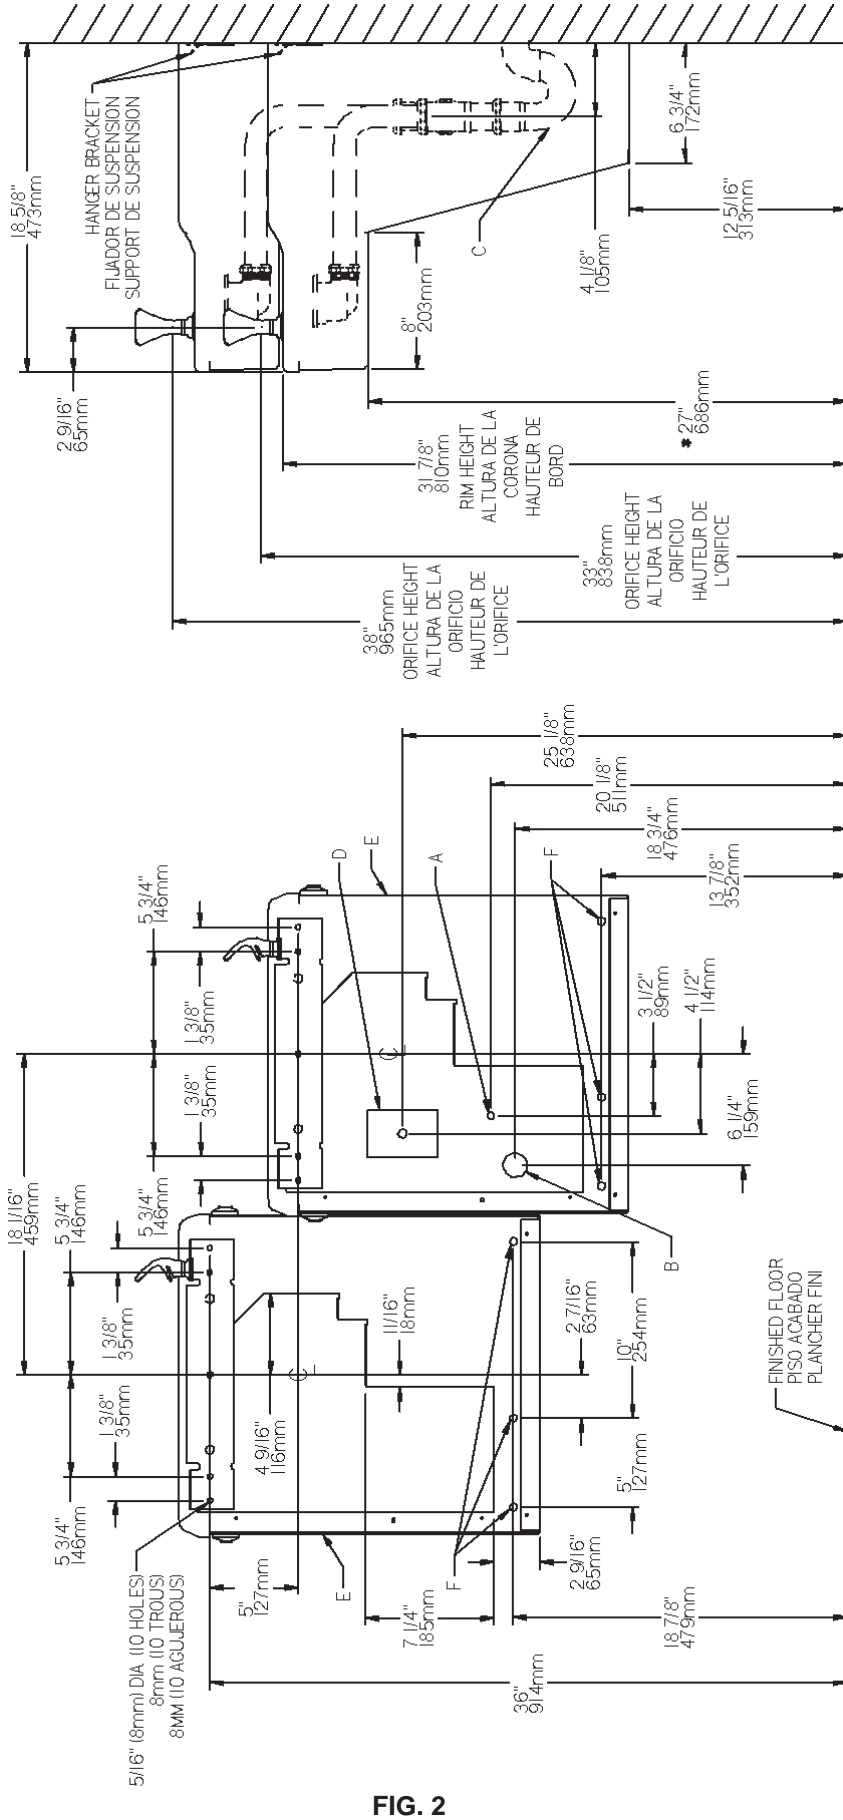 18 5/8"
473mm
2 9/16"
65mm
HANGER BRACKET
FIJADOR DE SUSPENSION
SUPPORT DE SUSPENSION
8"
203mm
C
4 1/8"
105mm
6 3/4"
172mm
12 5/16"
313mm
* 27"
686mm
31 7/8"
810mm
RIM HEIGHT
ALTURA DE LA
CORONA
HAUTEUR DE
BORD
33"
838mm
ORIFICE HEIGHT
ALTURA DE LA
ORIFICIO
HAUTEUR DE
L'ORIFICE
38"
965mm
ORIFICE HEIGHT
ALTURA DE LA
ORIFICIO
HAUTEUR DE
L'ORIFICE
25 1/8"
638mm
20 1/8"
511mm
18 3/4"
476mm
13 7/8"
352mm
E
D
A
F
5 3/4"
146mm
1 3/8"
35mm
1 3/8"
35mm
5 3/4"
146mm
18 1/16"
459mm
CL
3 1/2"
89mm
4 1/2"
114mm
6 1/4"
159mm
B
5 3/4"
146mm
1 3/8"
35mm
1 3/8"
35mm
5 3/4"
146mm
CL
4 9/16"
116mm
11/16"
18mm
2 7/16"
63mm
10"
254mm
5"
127mm
F
E
5"
127mm
7 1/4"
185mm
2 9/16"
65mm
18 7/8"
479mm
36"
914mm
5/16" (8mm) DIA (10 HOLES)
8mm (10 TROUS)
8MM (10 AGUJEROUS)
FINISHED FLOOR
PISO ACABADO
PLANCHER FINI
FIG. 2